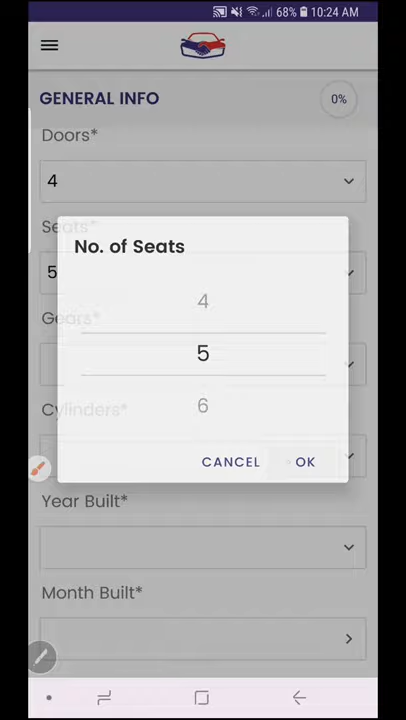 68% 10:24 AM
GENERAL INFO
0%
Doors*
4
Seats*
5
No. of Seats
4
5
6
Gears*
Cylinders*
CANCEL
OK
Year Built*
Month Built*